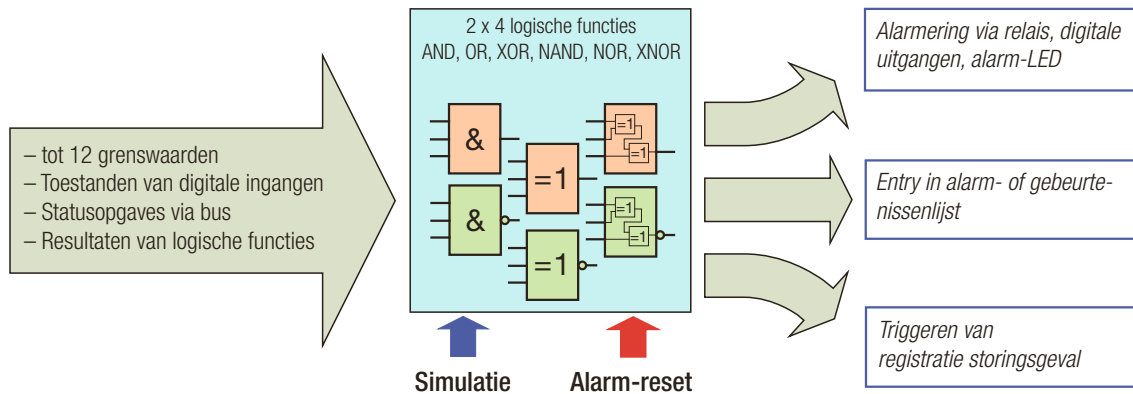 – tot 12 grenswaarden
– Toestanden van digitale ingangen
– Statusopgaves via bus
– Resultaten van logische functies
2 x 4 logische functies
AND, OR, XOR, NAND, NOR, XNOR
&
=1
=1
=1
&
=1
=1
=1
Simulatie
Alarm-reset
Alarmering via relais, digitale
uitgangen, alarm-LED
Entry in alarm- of gebeurte-
nissenlijst
Triggeren van
registratie storingsgeval